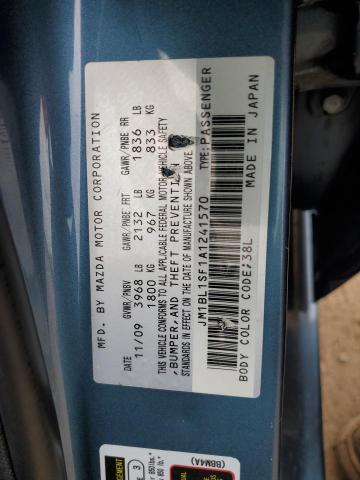 MFD. BY MAZDA MOTOR CORPORATION
DATE GVWR/PNBV GAWR/PNBE FRT GAWR/PNBE RR
11/09 3968 LB 2132 LB 1836 LB
1800 KG 967 KG 833 KG
THIS VEHICLE CONFORMS TO ALL APPLICABLE FEDERAL MOTOR VEHICLE SAFETY
,BUMPER,AND THEFT PREVENTION
STANDARDS IN EFFECT ON THE DATE OF MANUFACTURE SHOWN ABOVE.
JM1BL1SF1A1241570 TYPE:PASSENGER
BODY COLOR CODE:38L MADE IN JAPAN
(BBM4A)
3